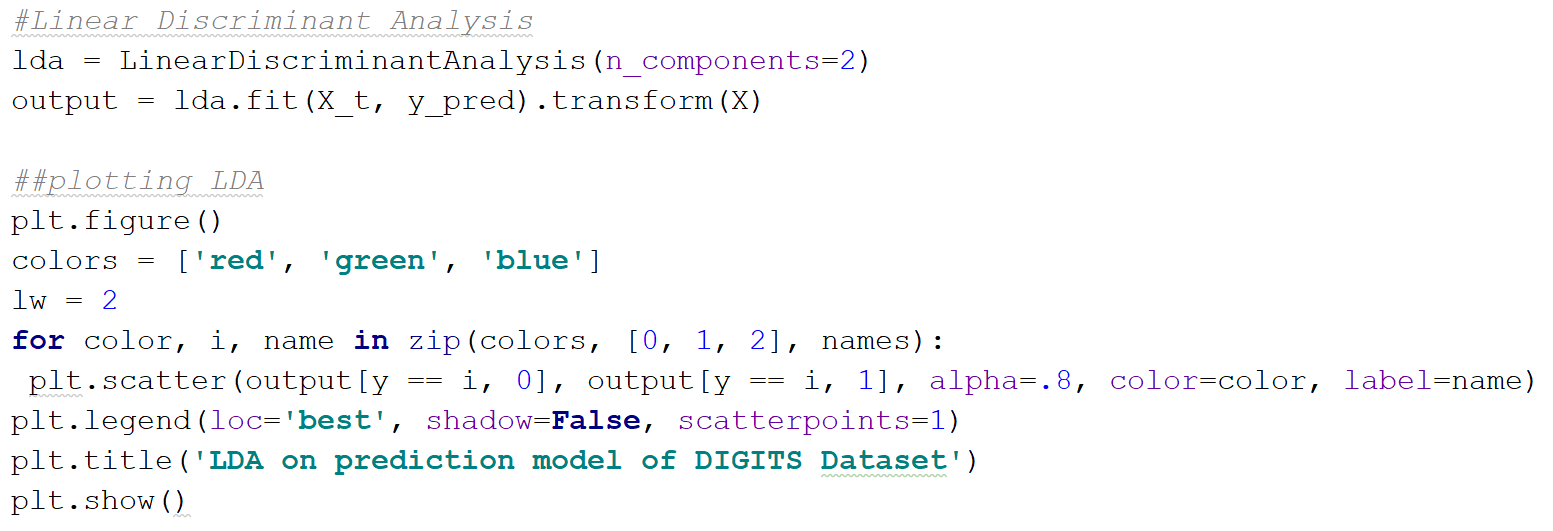 #Linear Discriminant Analysis
lda = LinearDiscriminantAnalysis(n_components=2)
output = lda.fit(X_t, y_pred).transform(X)
##plotting LDA
plt.figure()
colors = ['red', 'green', 'blue']
lw = 2
for color, i, name in zip(colors, [0, 1, 2], names):
 plt.scatter(output[y == i, 0], output[y == i, 1], alpha=.8, color=color, label=name)
plt.legend(loc='best', shadow=False, scatterpoints=1)
plt.title('LDA on prediction model of DIGITS Dataset')
plt.show()